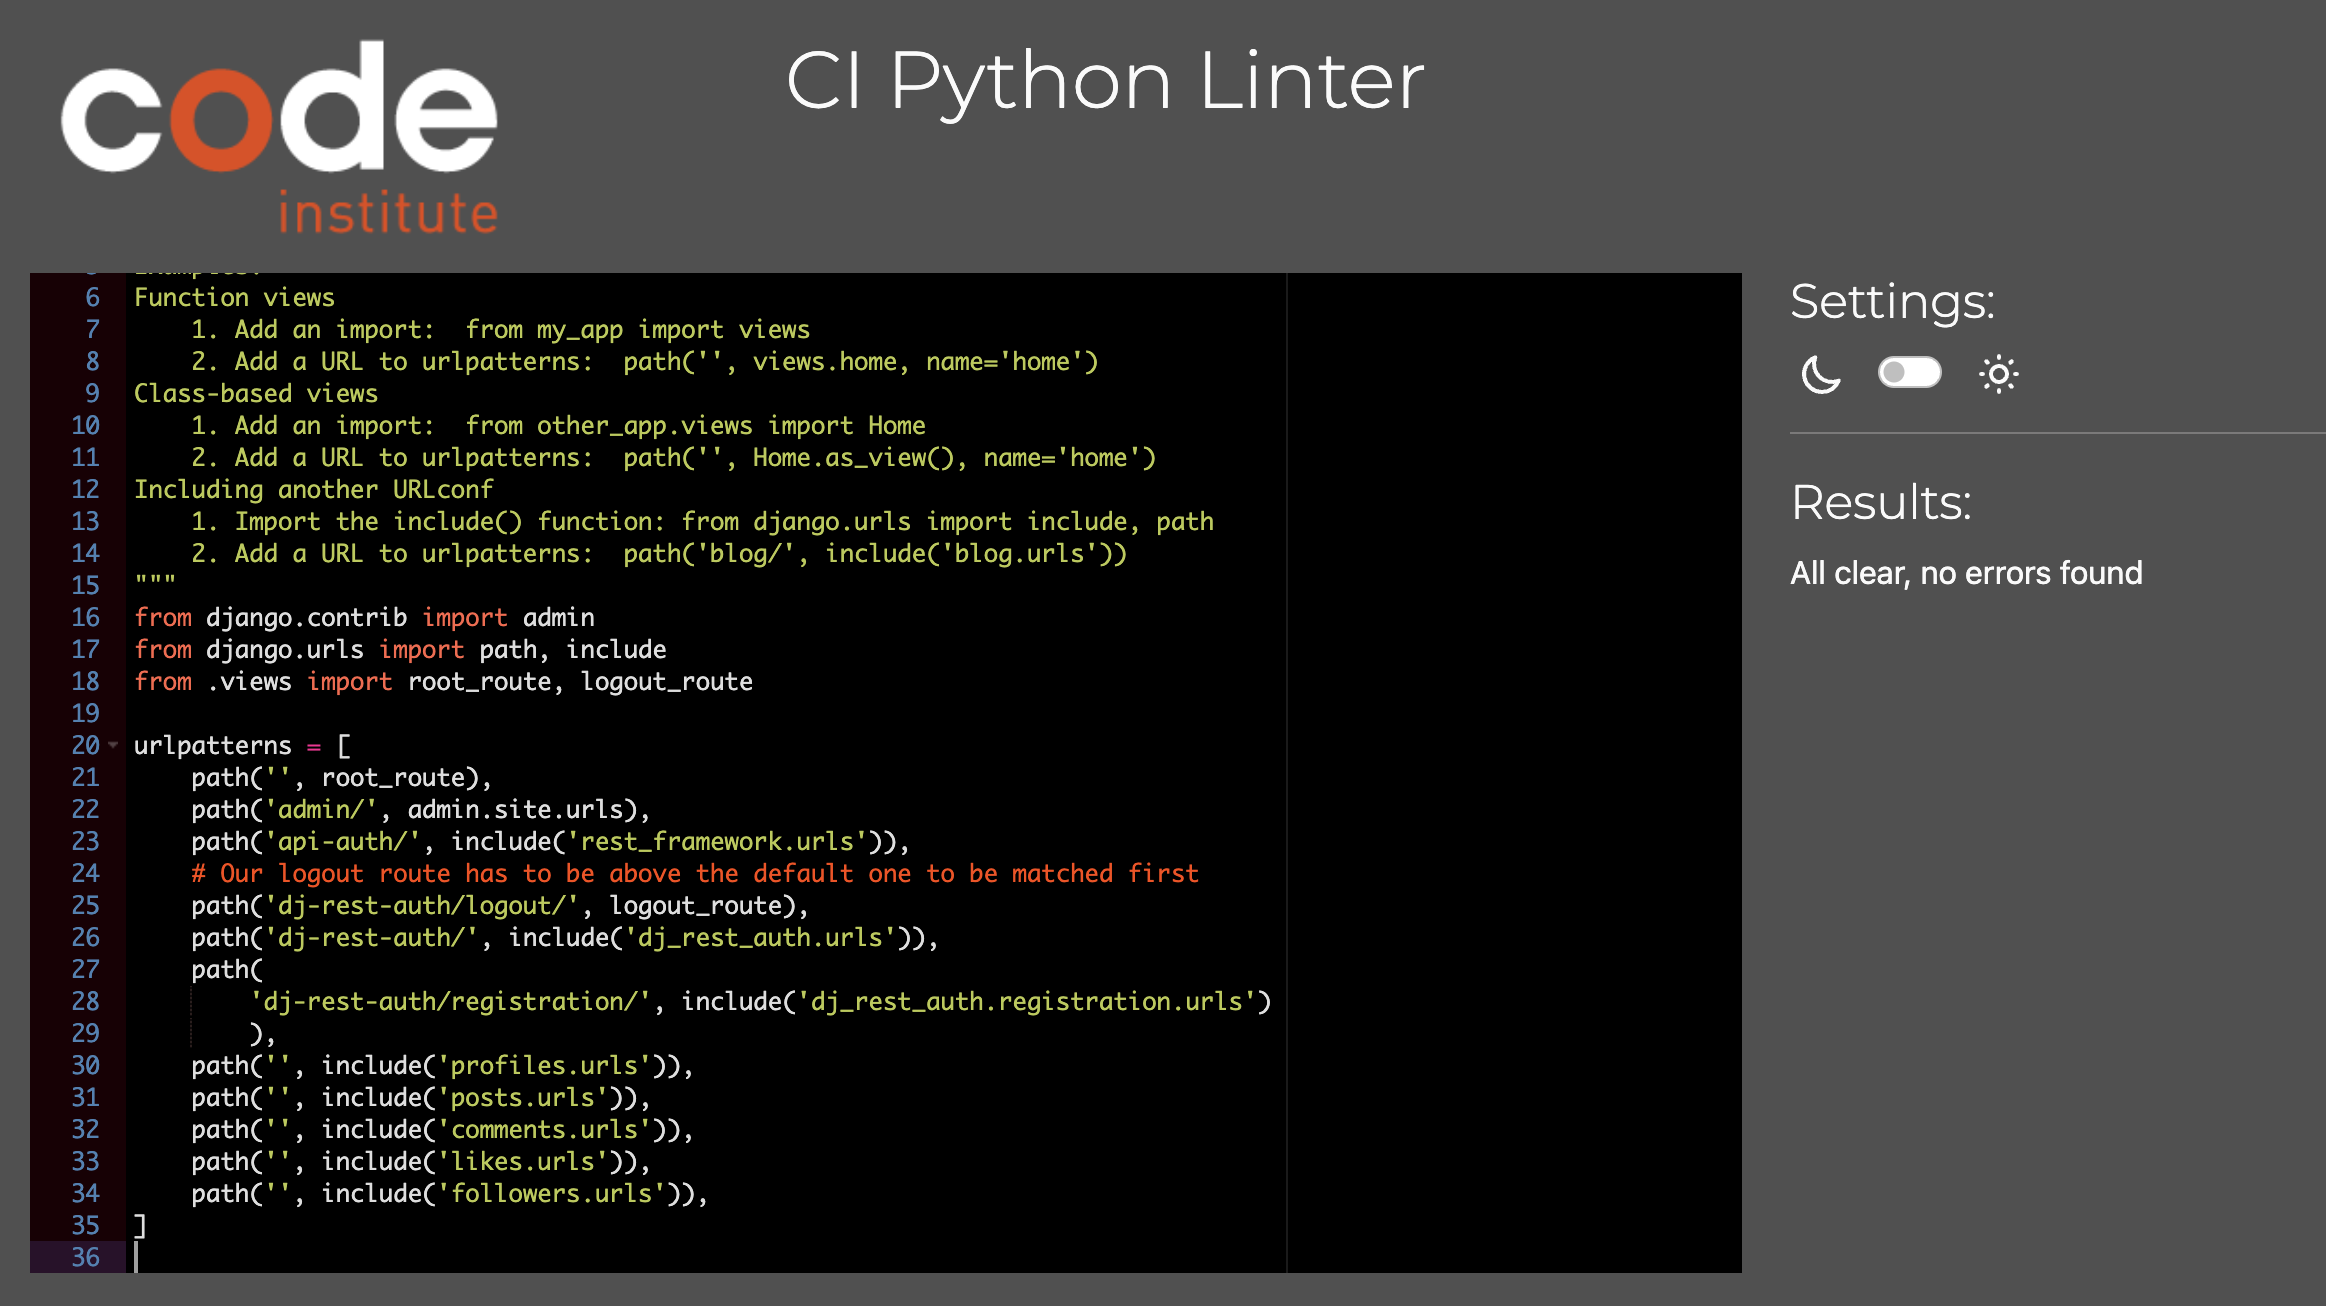 code
institute
CI Python Linter
6 Function views
7     1. Add an import:  from my_app import views
8     2. Add a URL to urlpatterns:  path('', views.home, name='home')
9 Class-based views
10     1. Add an import:  from other_app.views import Home
11     2. Add a URL to urlpatterns:  path('', Home.as_view(), name='home')
12 Including another URLconf
13     1. Import the include() function: from django.urls import include, path
14     2. Add a URL to urlpatterns:  path('blog/', include('blog.urls'))
15 """
16 from django.contrib import admin
17 from django.urls import path, include
18 from .views import root_route, logout_route
19
20 urlpatterns = [
21     path('', root_route),
22     path('admin/', admin.site.urls),
23     path('api-auth/', include('rest_framework.urls')),
24     # Our logout route has to be above the default one to be matched first
25     path('dj-rest-auth/logout/', logout_route),
26     path('dj-rest-auth/', include('dj_rest_auth.urls')),
27     path(
28         'dj-rest-auth/registration/', include('dj_rest_auth.registration.urls')
29         ),
30     path('', include('profiles.urls')),
31     path('', include('posts.urls')),
32     path('', include('comments.urls')),
33     path('', include('likes.urls')),
34     path('', include('followers.urls')),
35 ]
36
Settings:
Results:
All clear, no errors found